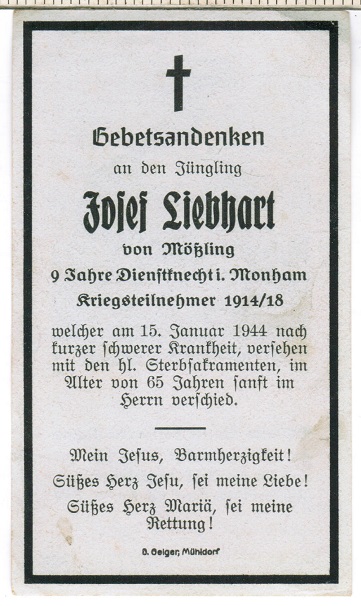 Gebetsandenken
an den Jüngling
Josef Liebhart
von Mößling
9 Jahre Dienstknecht i. Monham
Kriegsteilnehmer 1914/18
welcher am 15. Januar 1944 nach
kurzer schwerer Krankheit, versehen
mit den hl. Sterbsakramenten, im
Alter von 65 Jahren sanft im
Herrn verschied.
Mein Jesus, Barmherzigkeit!
Süßes Herz Jesu, sei meine Liebe!
Süßes Herz Mariä, sei meine
Rettung!
D. Geiger, Mühldorf